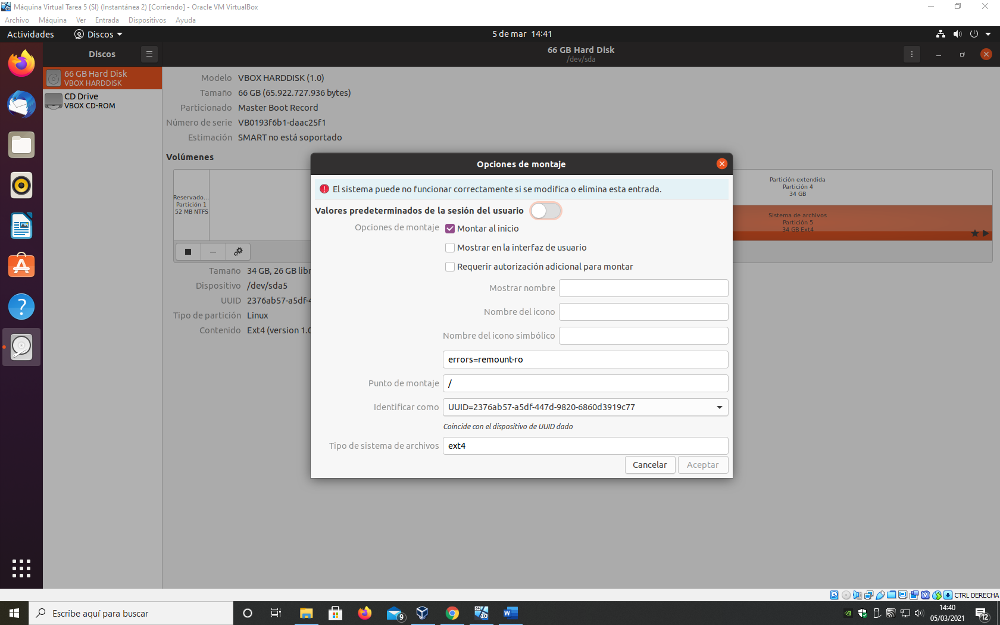 Máquina Virtual Tarea 5 (SI) (Instantánea 2) [Corriendo] - Oracle VM VirtualBox
Archivo Máquina Ver Entrada Dispositivos Ayuda
Actividades Discos 5 de mar 14:41
Discos
66 GB Hard Disk
/dev/sda
66 GB Hard Disk
VBOX HARDDISK
CD Drive
VBOX CD-ROM
Modelo VBOX HARDDISK (1.0)
Tamaño 66 GB (65.922.727.936 bytes)
Particionado Master Boot Record
Número de serie VB0193f6b1-daac25f1
Estimación SMART no está soportado
Volúmenes
Reservado...
Partición 1
52 MB NTFS
Partición extendida
Partición 4
34 GB
Sistema de archivos
Partición 5
34 GB Ext4
Tamaño 34 GB, 26 GB libr
Dispositivo /dev/sda5
UUID 2376ab57-a5df-4
Tipo de partición Linux
Contenido Ext4 (version 1.0
Opciones de montaje
El sistema puede no funcionar correctamente si se modifica o elimina esta entrada.
Valores predeterminados de la sesión del usuario
Opciones de montaje Montar al inicio
Mostrar en la interfaz de usuario
Requerir autorización adicional para montar
Mostrar nombre
Nombre del icono
Nombre del icono simbólico
errors=remount-ro
Punto de montaje /
Identificar como UUID=2376ab57-a5df-447d-9820-6860d3919c77
Coincide con el dispositivo de UUID dado
Tipo de sistema de archivos ext4
Cancelar Aceptar
CTRL DERECHA
Escribe aquí para buscar
9
14:40
05/03/2021
12